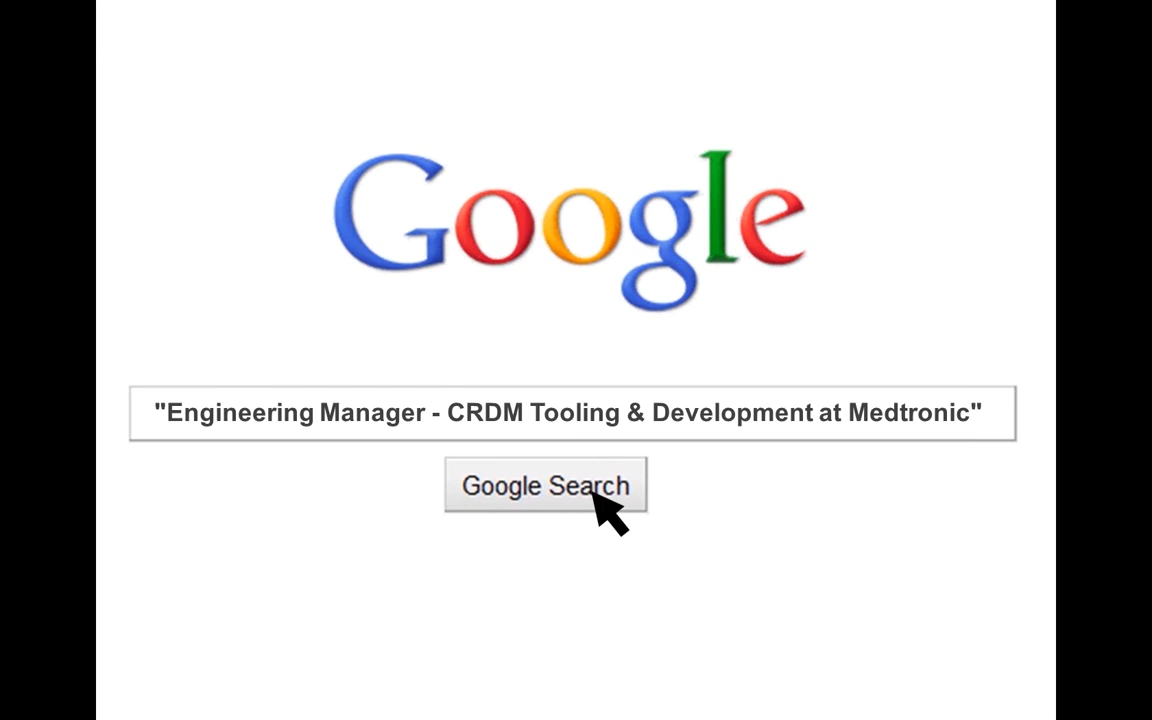 Google
"Engineering Manager - CRDM Tooling & Development at Medtronic"
Google Search